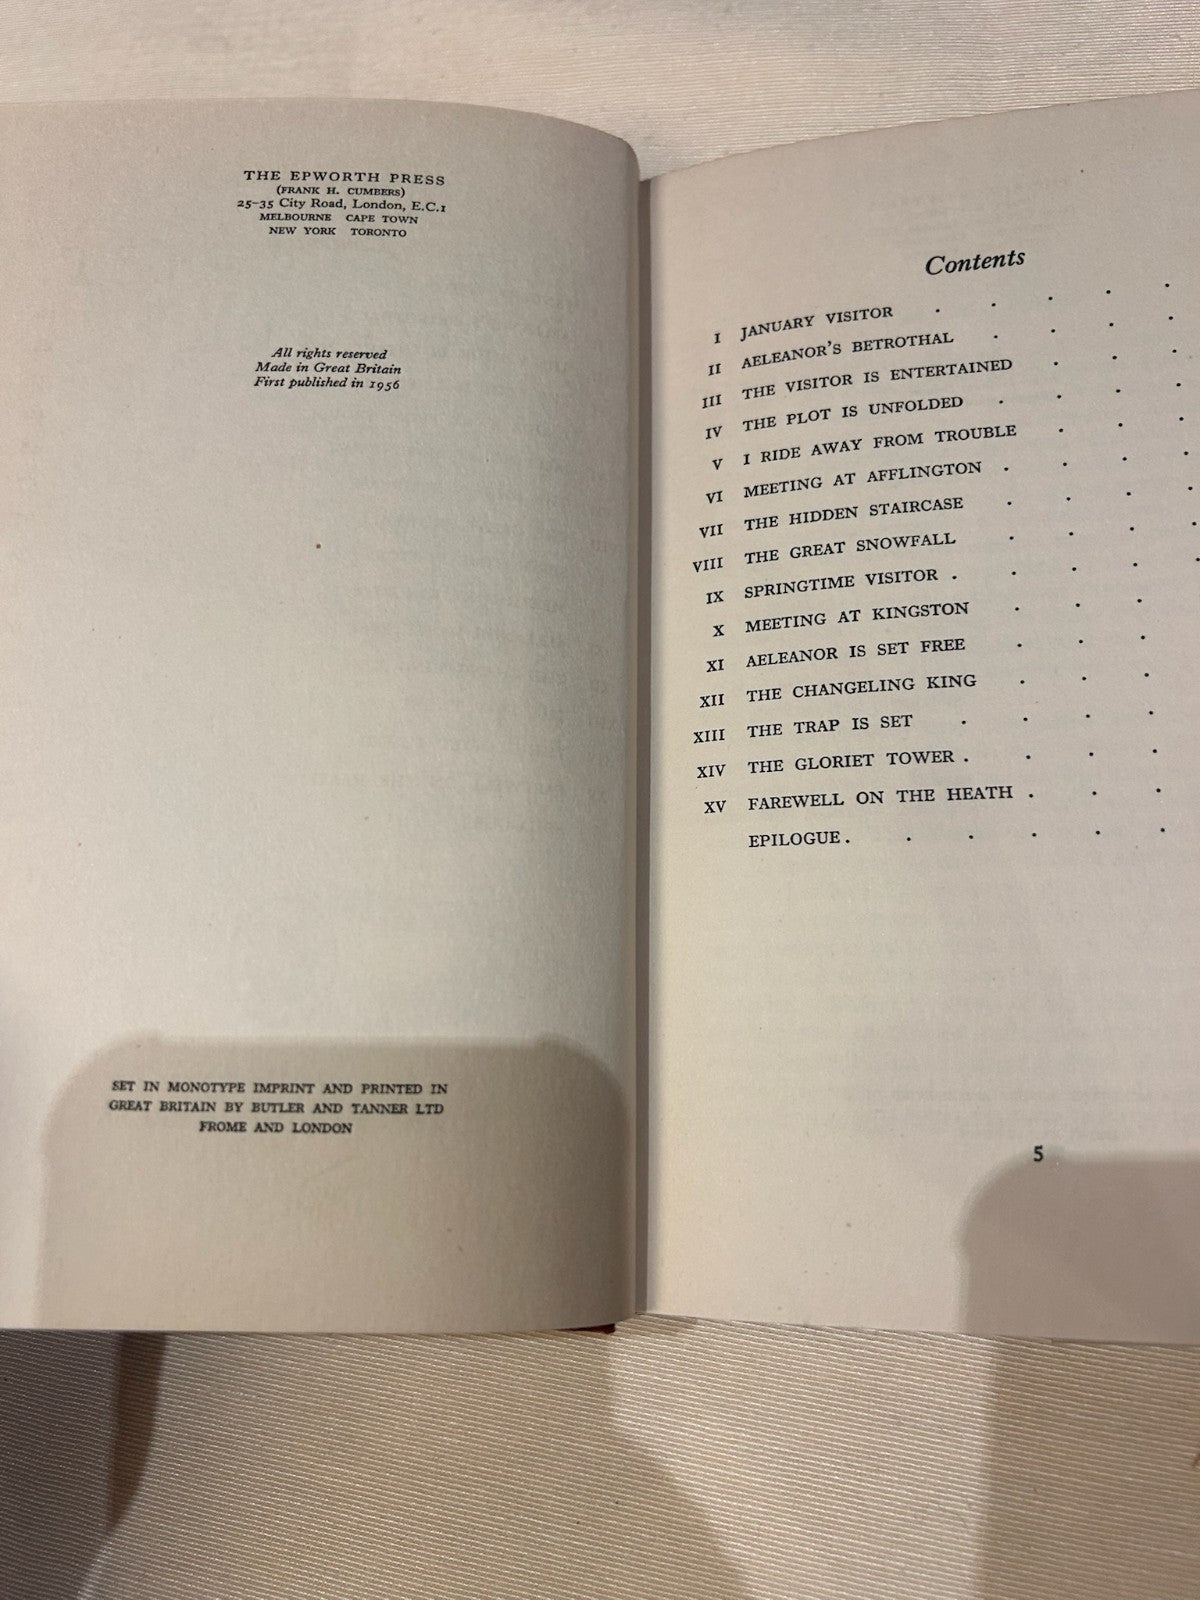 THE EPWORTH PRESS
(FRANK H. CUMBERS)
25–35 City Road, London, E.C.1
MELBOURNE CAPE TOWN
NEW YORK TORONTO
All rights reserved
Made in Great Britain
First published in 1956
SET IN MONOTYPE IMPRINT AND PRINTED IN
GREAT BRITAIN BY BUTLER AND TANNER LTD
FROME AND LONDON
Contents
I JANUARY VISITOR . . . . .
II AELEANOR'S BETROTHAL . . . .
III THE VISITOR IS ENTERTAINED . . .
IV THE PLOT IS UNFOLDED . . . .
V I RIDE AWAY FROM TROUBLE . . .
VI MEETING AT AFFLINGTON . . . .
VII THE HIDDEN STAIRCASE . . . .
VIII THE GREAT SNOWFALL . . . .
IX SPRINGTIME VISITOR . . . . .
X MEETING AT KINGSTON . . .
XI AELEANOR IS SET FREE . . .
XII THE CHANGELING KING . . .
XIII THE TRAP IS SET . . . .
XIV THE GLORIET TOWER . . . .
XV FAREWELL ON THE HEATH . . .
EPILOGUE . . . . . .
5